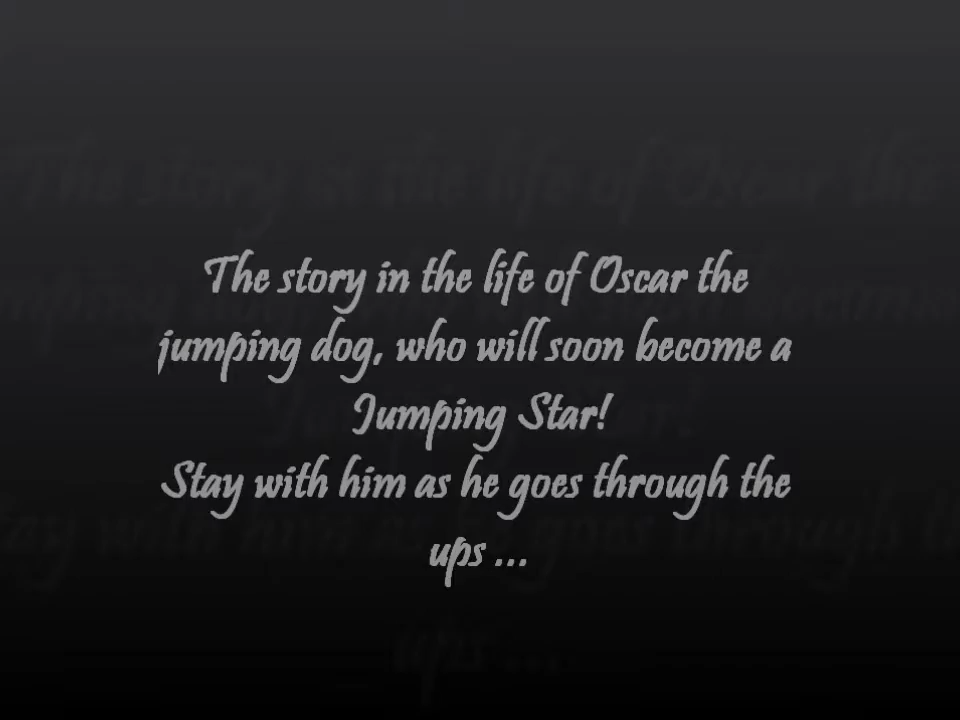 The story in the life of Oscar the
jumping dog, who will soon become a
Jumping Star!
Stay with him as he goes through the
ups ...